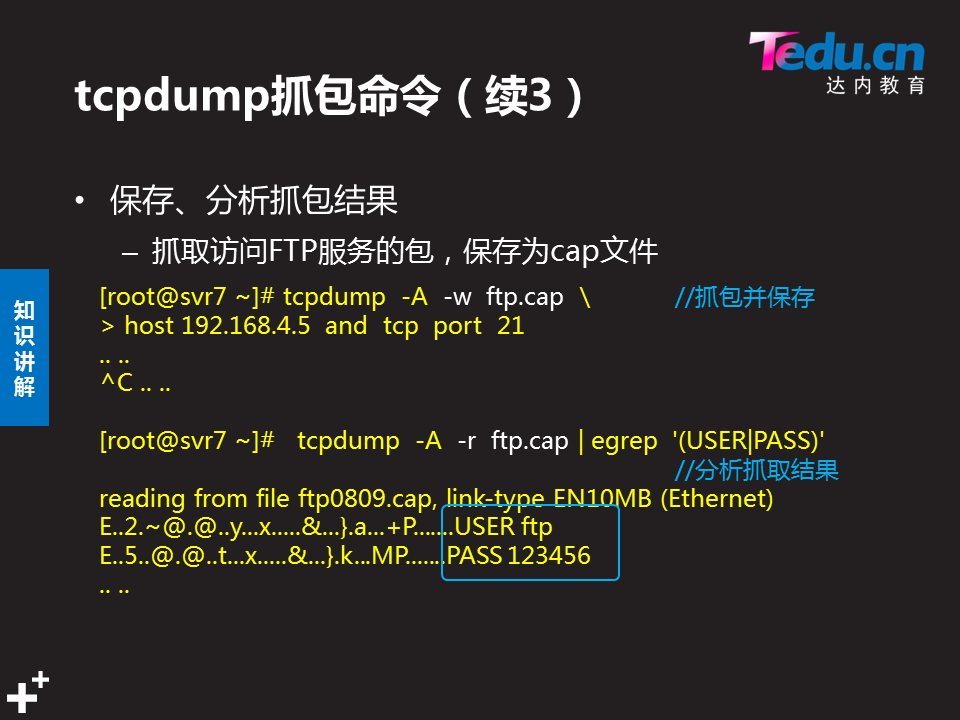 Tedu.cn
达内教育
tcpdump抓包命令（续3）
• 保存、分析抓包结果
– 抓取访问FTP服务的包，保存为cap文件
知识讲解
[root@svr7 ~]# tcpdump -A -w ftp.cap \ //抓包并保存
> host 192.168.4.5 and tcp port 21
.. ..
^C .. ..
[root@svr7 ~]# tcpdump -A -r ftp.cap | egrep '(USER|PASS)'
//分析抓取结果
reading from file ftp0809.cap, link-type EN10MB (Ethernet)
E..2.~@.@..y...x.....&...}.a...+P.......USER ftp
E..5..@.@..t...x.....&...}.k...MP.......PASS 123456
.. ..